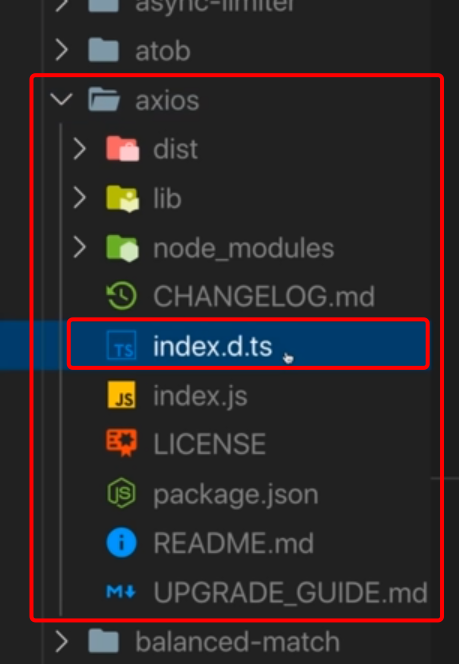 async-limiter
atob
axios
dist
lib
node_modules
CHANGELOG.md
TS index.d.ts
JS index.js
LICENSE
JS package.json
i README.md
M UPGRADE_GUIDE.md
balanced-match